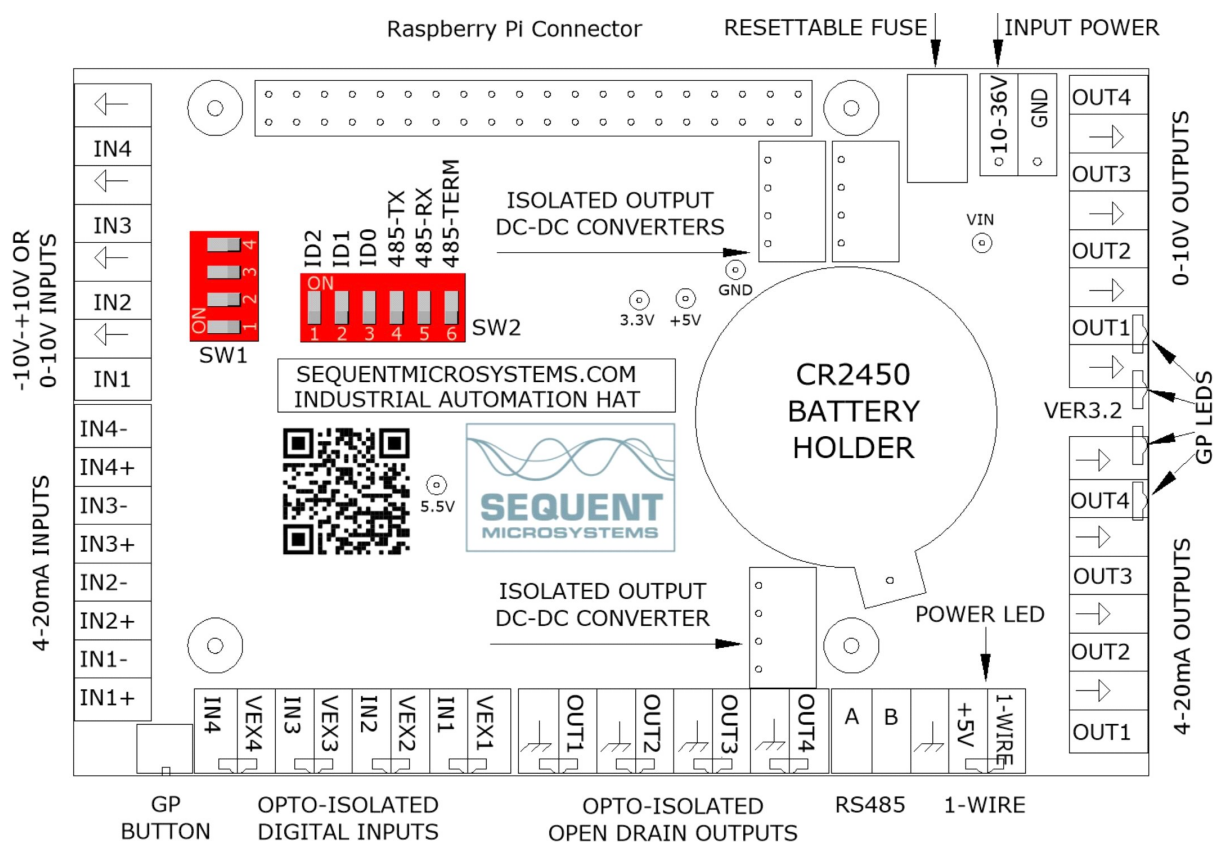 Raspberry Pi Connector
RESETTABLE FUSE
INPUT POWER
10-36V
GND
IN4
IN3
IN2
IN1
-10V-+10V OR
0-10V INPUTS
IN4-
IN4+
IN3-
IN3+
IN2-
IN2+
IN1-
IN1+
4-20mA INPUTS
ON
1
2
3
4
SW1
ID2
ID1
ID0
485-TX
485-RX
485-TERM
ON
1 2 3 4 5 6
SW2
ISOLATED OUTPUT
DC-DC CONVERTERS
GND
3.3V
+5V
VIN
SEQUENTMICROSYSTEMS.COM
INDUSTRIAL AUTOMATION HAT
5.5V
SEQUENT
MICROSYSTEMS
CR2450
BATTERY
HOLDER
ISOLATED OUTPUT
DC-DC CONVERTER
POWER LED
OUT4
OUT3
OUT2
OUT1
0-10V OUTPUTS
VER3.2
GP LEDS
OUT4
OUT3
OUT2
OUT1
4-20mA OUTPUTS
IN4
VEX4
IN3
VEX3
IN2
VEX2
IN1
VEX1
OUT1
OUT2
OUT3
OUT4
A
B
+5V
1-WIRE
GP
BUTTON
OPTO-ISOLATED
DIGITAL INPUTS
OPTO-ISOLATED
OPEN DRAIN OUTPUTS
RS485
1-WIRE